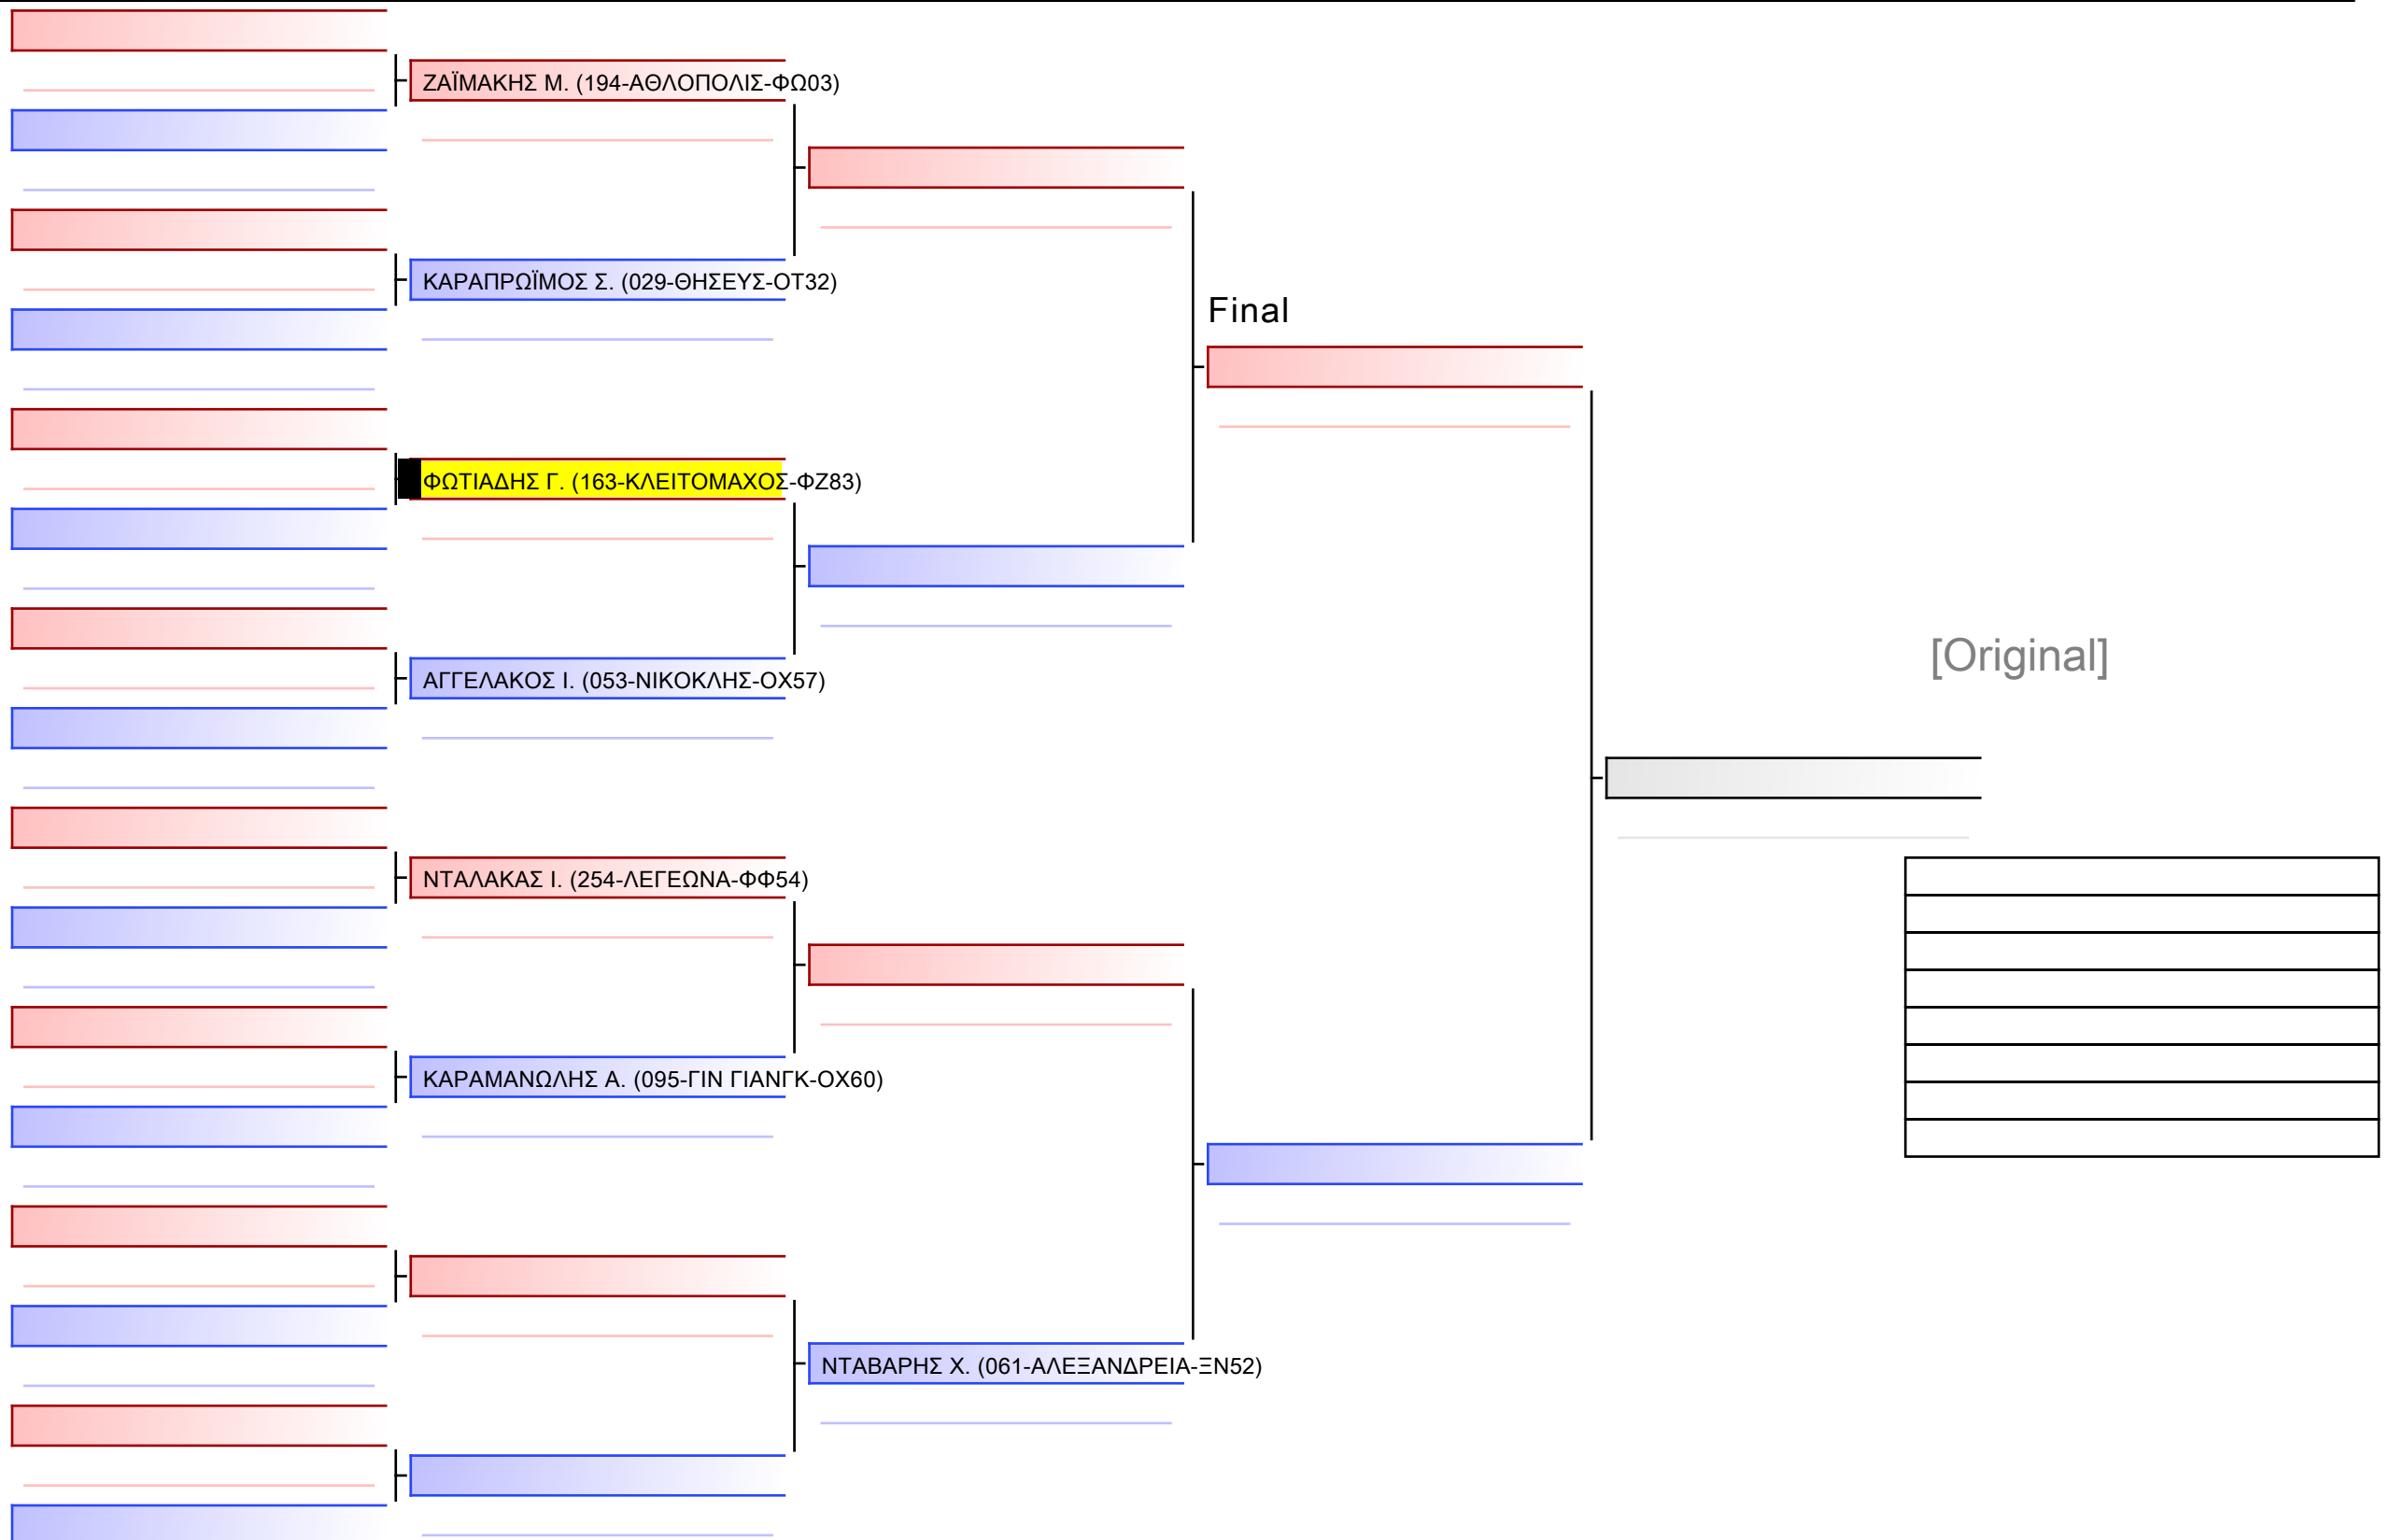 ΖΑΪΜΑΚΗΣ Μ. (194-ΑΘΛΟΠΟΛΙΣ-ΦΩ03)
ΚΑΡΑΠΡΩΪΜΟΣ Σ. (029-ΘΗΣΕΥΣ-ΟΤ32)
Final
ΦΩΤΙΑΔΗΣ Γ. (163-ΚΛΕΙΤΟΜΑΧΟΣ-ΦΖ83)
[Original]
ΑΓΓΕΛΑΚΟΣ Ι. (053-ΝΙΚΟΚΛΗΣ-ΟΧ57)
ΝΤΑΛΑΚΑΣ Ι. (254-ΛΕΓΕΩΝΑ-ΦΦ54)
ΚΑΡΑΜΑΝΩΛΗΣ Α. (095-ΓΙΝ ΓΙΑΝΓΚ-ΟΧ60)
ΝΤΑΒΑΡΗΣ Χ. (061-ΑΛΕΞΑΝΔΡΕΙΑ-ΞΝ52)